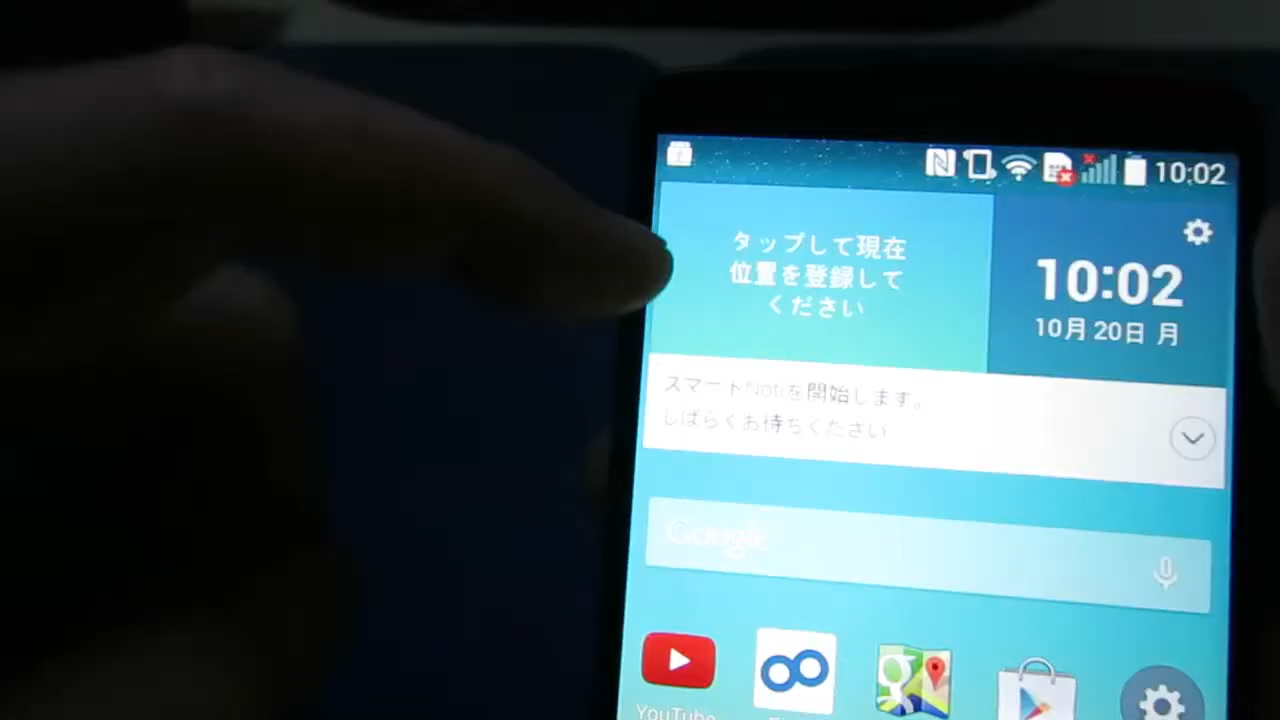 10:02
タップして現在
位置を登録して
ください
10:02
10月 20日 月
スマートNotiを開始します。
しばらくお待ちください
Google
YouTube